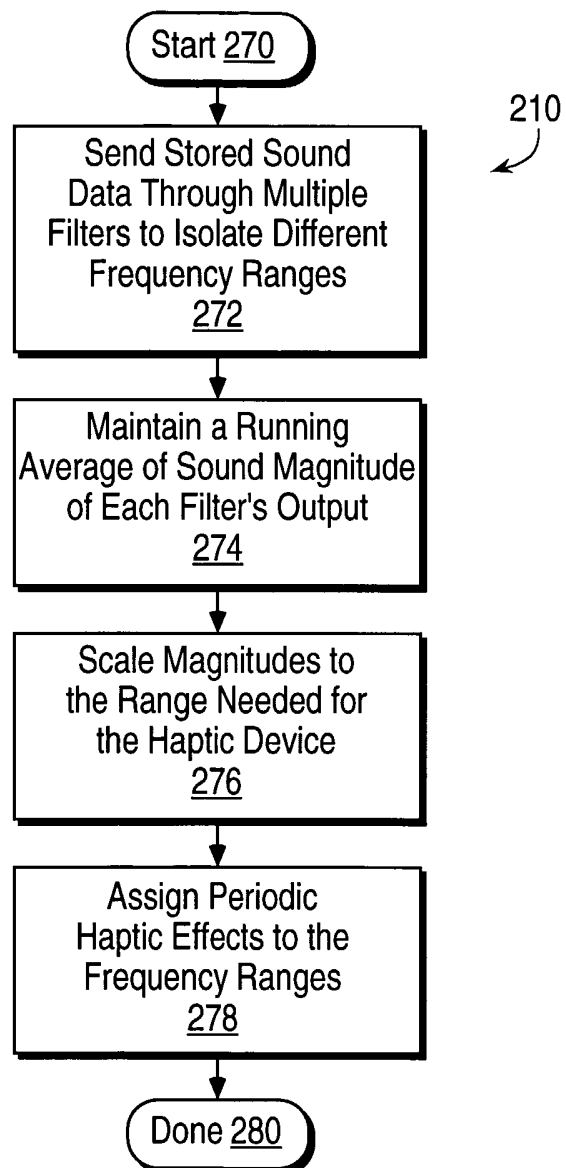 Start 270
210
Send Stored Sound
Data Through Multiple
Filters to Isolate Different
Frequency Ranges
272
Maintain a Running
Average of Sound Magnitude
of Each Filter's Output
274
Scale Magnitudes to
the Range Needed for
the Haptic Device
276
Assign Periodic
Haptic Effects to the
Frequency Ranges
278
Done 280